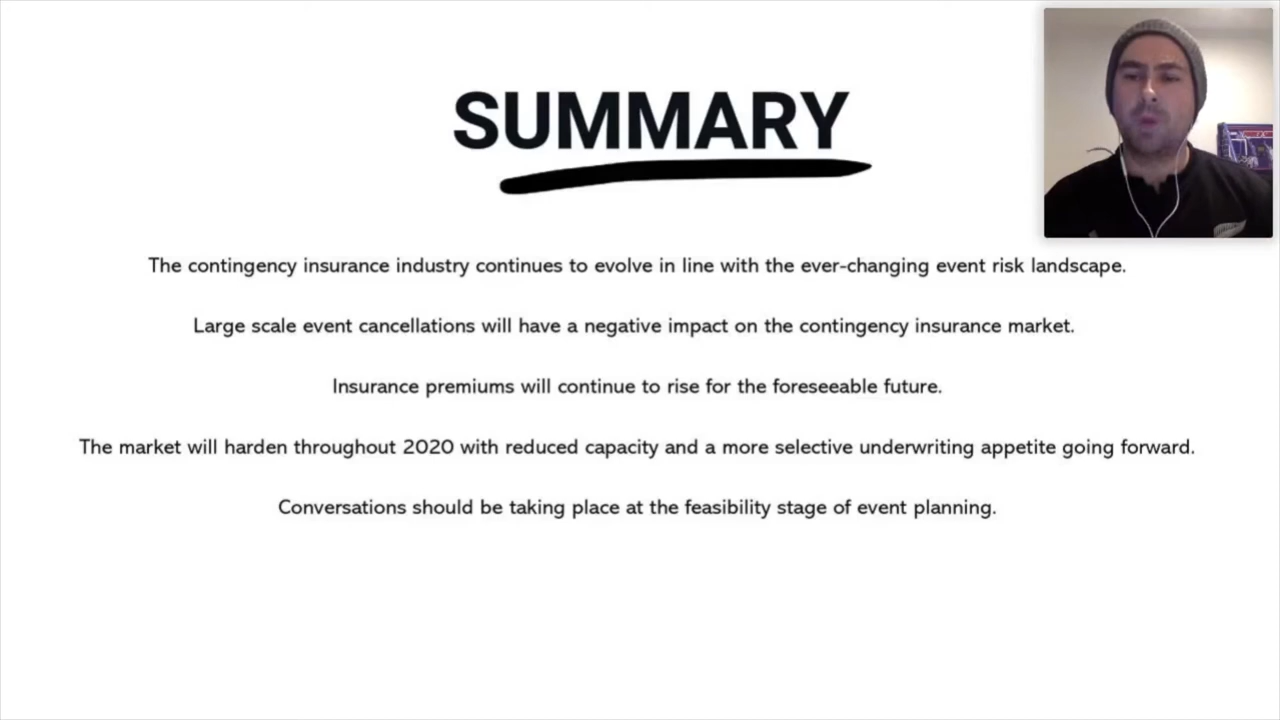 SUMMARY
The contingency insurance industry continues to evolve in line with the ever-changing event risk landscape.
Large scale event cancellations will have a negative impact on the contingency insurance market.
Insurance premiums will continue to rise for the foreseeable future.
The market will harden throughout 2020 with reduced capacity and a more selective underwriting appetite going forward.
Conversations should be taking place at the feasibility stage of event planning.